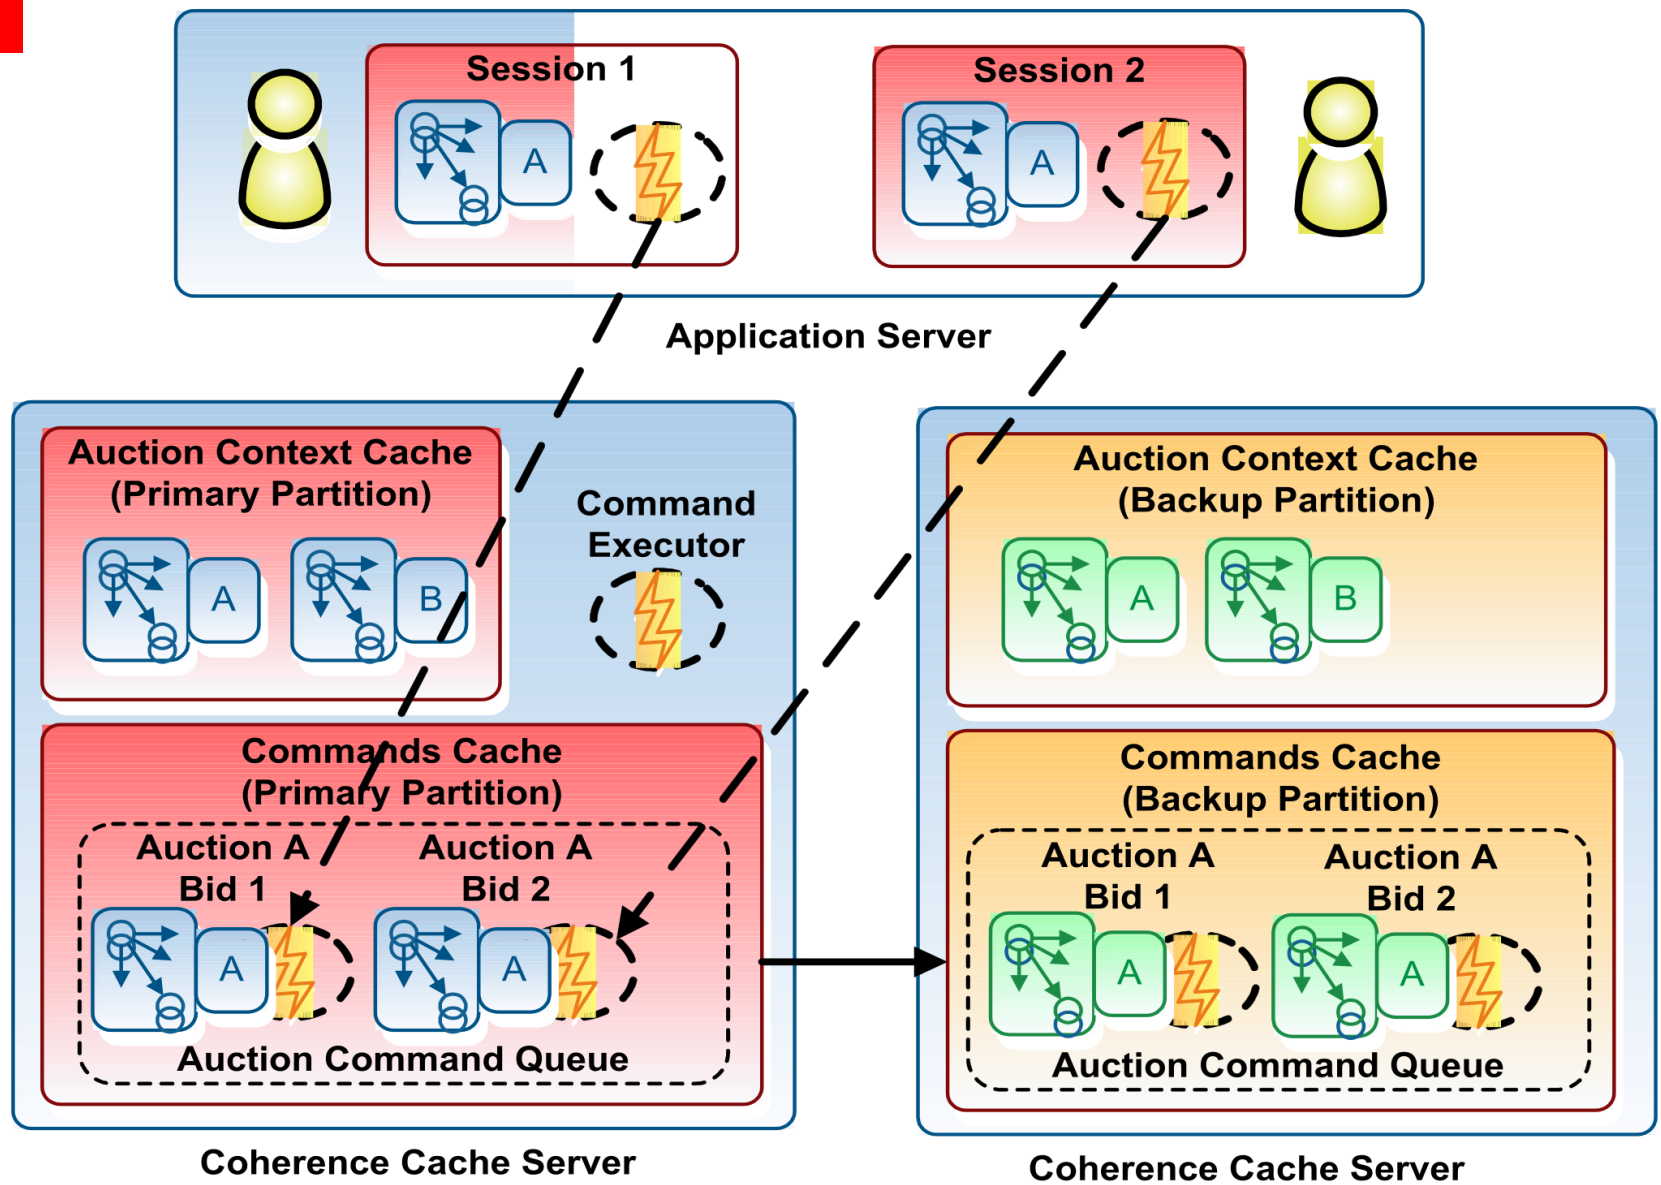 Session 1
Session 2
A
A
Application Server
Auction Context Cache
(Primary Partition)
A
B
Command
Executor
Commands Cache
(Primary Partition)
Auction A
Bid 1
Auction A
Bid 2
A
A
Auction Command Queue
Coherence Cache Server
Auction Context Cache
(Backup Partition)
A
B
Commands Cache
(Backup Partition)
Auction A
Bid 1
Auction A
Bid 2
A
A
Auction Command Queue
Coherence Cache Server